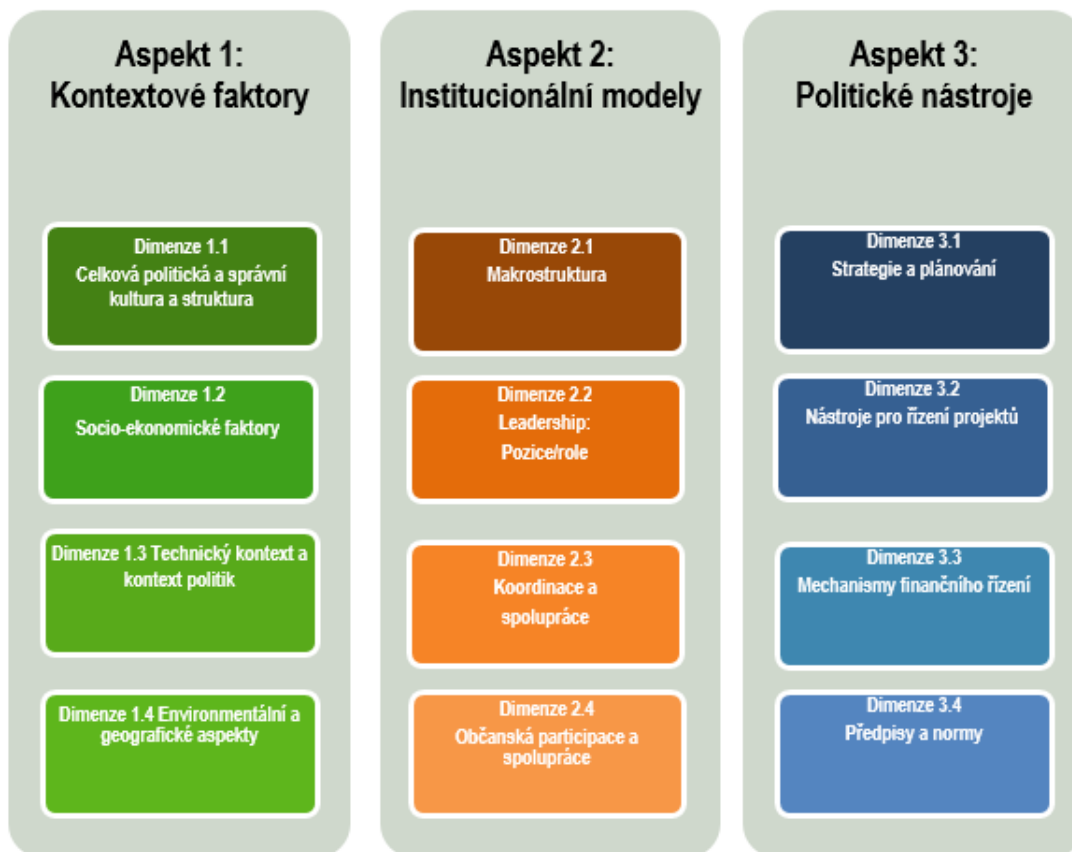 Aspekt 1:
Kontextové faktory
Dimenze 1.1
Celková politická a správní
kultura a struktura
Dimenze 1.2
Socio-ekonomické faktory
Dimenze 1.3 Technický kontext a
kontext politik
Dimenze 1.4 Environmentální a
geografické aspekty
Aspekt 2:
Institucionální modely
Dimenze 2.1
Makrostruktura
Dimenze 2.2
Leadership:
Pozice/role
Dimenze 2.3
Koordinace a
spolupráce
Dimenze 2.4
Občanská participace a
spolupráce
Aspekt 3:
Politické nástroje
Dimenze 3.1
Strategie a plánování
Dimenze 3.2
Nástroje pro řízení projektů
Dimenze 3.3
Mechanismy finančního řízení
Dimenze 3.4
Předpisy a normy